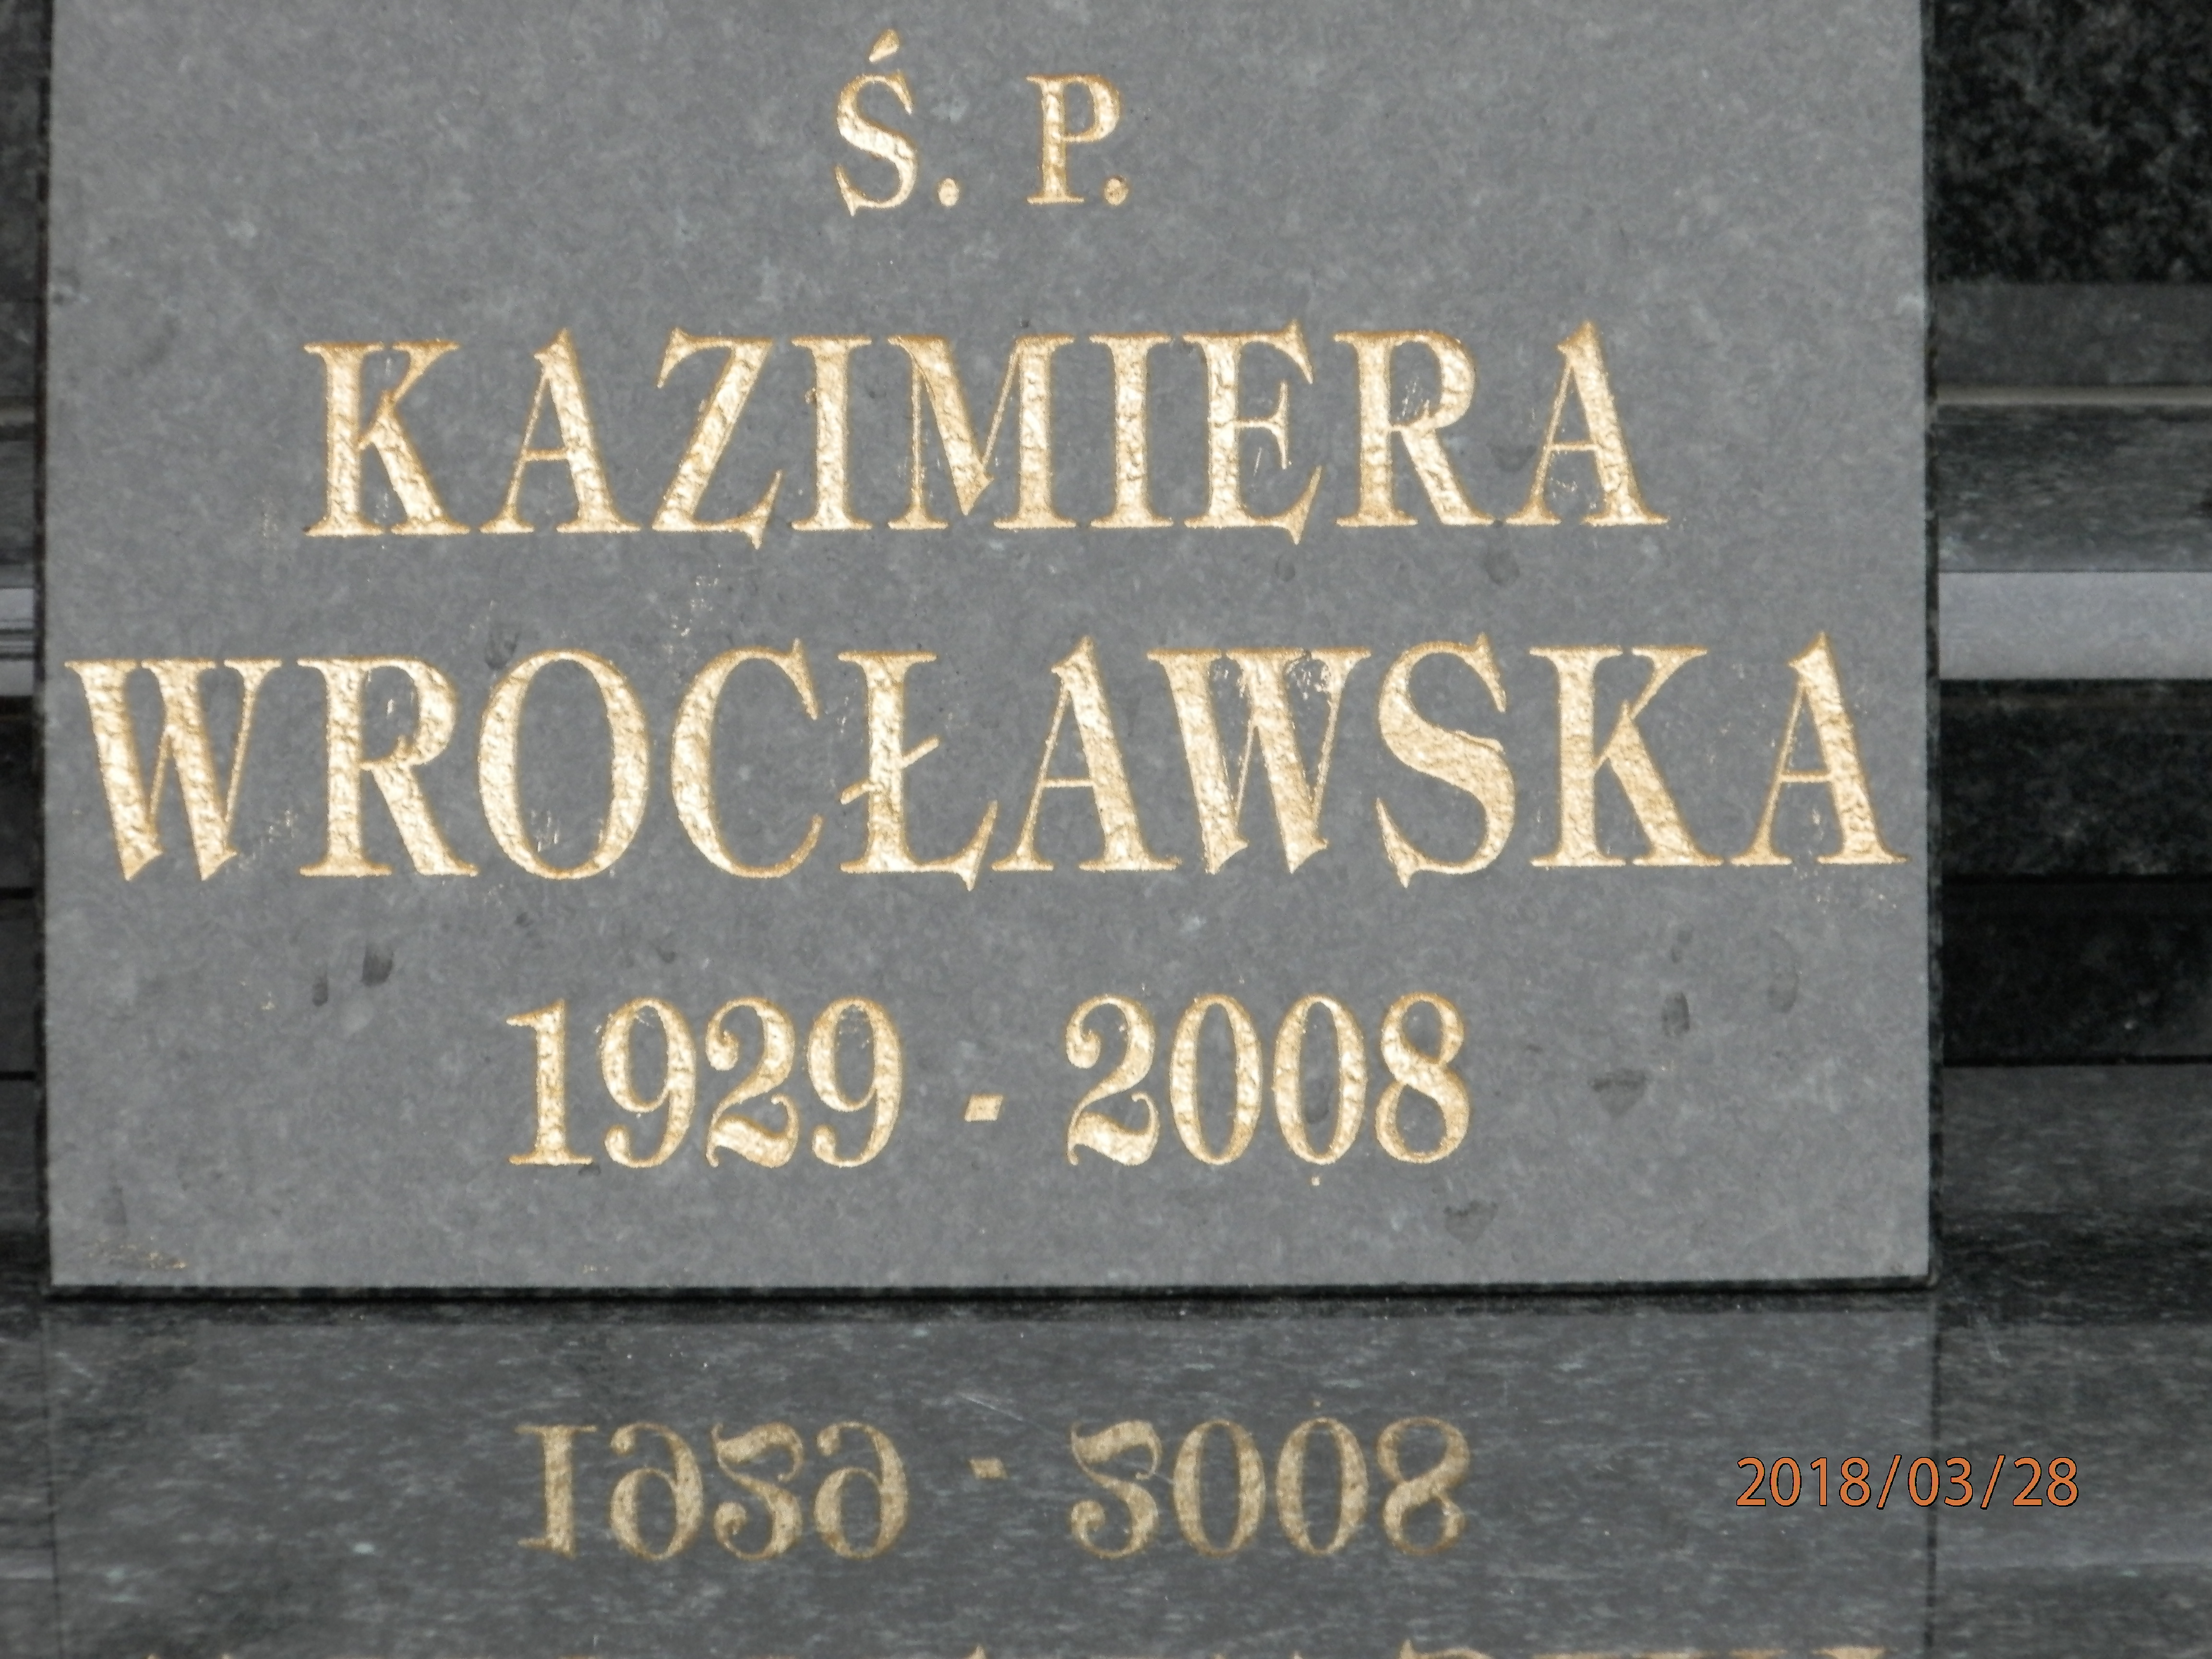 Ś. P.
KAZIMIERA
WROCŁAWSKA
1929 - 2008
2018/03/28